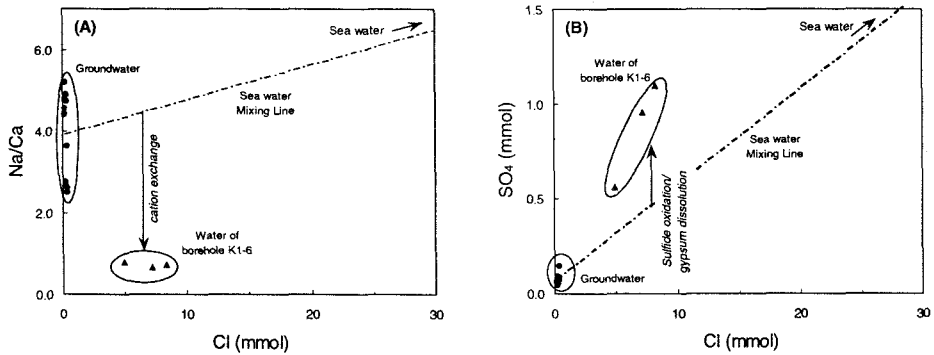 (A)
Sea water
6.0
Groundwater
Sea water
Mixing Line
4.0
Na/Ca
cation exchange
2.0
Water of
borehole K1-6
0.0
0
10
20
30
Cl (mmol)
1.5
(B)
Sea water
Water of
borehole K1-6
1.0
SO₄ (mmol)
Sea water
Mixing Line
0.5
Sulfide oxidation/
gypsum dissolution
Groundwater
0.0
0
10
20
30
Cl (mmol)